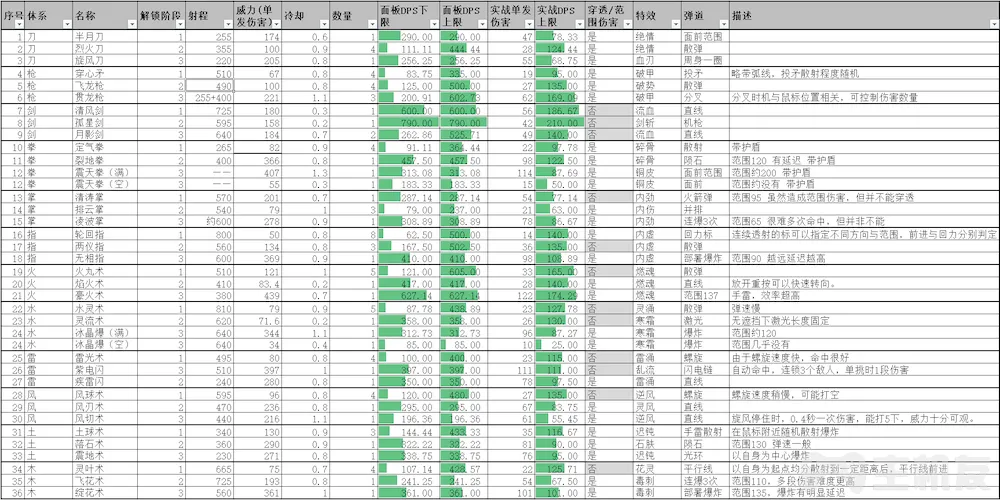 序号 体系 名称 解锁阶段 射程 威力(单发伤害) 冷却 数量 面板DPS下限 面板DPS上限 实战单发伤害 实战DPS上限 穿透/范围伤害 特效 弹道 描述
1 刀 半月刀 1 255 174 0.6 1 290.00 290.00 47 78.33 是 绝情 面前范围
2 刀 烈火刀 2 355 100 0.9 4 111.11 444.44 28 124.44 是 绝情 散弹
3 刀 旋风刀 3 220 205 0.8 1 256.25 256.25 55 68.75 是 血刃 周身一圈
4 枪 穿心矛 1 510 67 0.8 4 83.75 335.00 19 95.00 是 破甲 投矛 略带弧线，投矛散射程度随机
5 枪 飞龙枪 2 490 100 0.8 4 125.00 500.00 27 135.00 是 破势 散弹
6 枪 贯龙枪 3 255+400 221 1.1 3 200.91 602.73 62 169.09 是 破甲 分叉 分叉时机与鼠标位置相关，可控制伤害数量
7 剑 清风剑 1 725 180 0.3 1 600.00 600.00 56 186.67 否 流血 直线
8 剑 孤星剑 2 595 158 0.2 1 790.00 790.00 42 210.00 否 剑斩 机枪
9 剑 月影剑 3 640 184 0.7 2 262.86 525.71 49 140.00 否 流血 直线
10 拳 定气拳 1 265 82 0.9 4 91.11 364.44 22 97.78 是 碎骨 散射 带护盾
11 拳 裂地拳 2 400 366 0.8 1 457.50 457.50 98 122.50 是 碎骨 陨石 范围120 有延迟 带护盾
12 拳 震天拳（满） 3 —— 407 1.3 1 313.08 313.08 114 87.69 是 铜皮 面前范围 范围约200 带护盾
12 拳 震天拳（空） 3 —— 55 0.3 1 183.33 183.33 15 50.00 是 铜皮 面前 范围约没有 带护盾
13 掌 清涛掌 1 570 201 0.7 1 287.14 287.14 54 77.14 否 内劲 火箭弹 范围95 虽然造成范围伤害，但并不能穿透
14 掌 排云掌 2 540 79 1 3 79.00 237.00 21 63.00 是 内伤 并排
15 掌 凌波掌 3 约600 278 0.9 1 308.89 308.89 78 86.67 否 内劲 连爆3次 范围65 很难多次命中，但并非不能
16 指 轮回指 1 800 50 0.8 8 62.50 500.00 14 140.00 是 内虚 回力标 连续透射的标可以指定不同方向与范围，前进与回力分别判定
17 指 两仪指 2 560 134 0.8 3 167.50 502.50 36 135.00 否 内虚 散弹
18 指 无相指 3 600 369 0.9 1 410.00 410.00 98 108.89 是 内虚 部署爆炸 范围90 越远延迟越高
19 火 火丸术 1 510 121 1 5 121.00 605.00 33 165.00 否 燃魂 散弹
20 火 焰火术 2 410 83.4 0.2 1 417.00 417.00 28 140.00 是 燃魂 直线 放开重按可以快速转向。
21 火 豪火术 3 380 439 0.7 1 627.14 627.14 122 174.29 是 燃魂 范围137 手雷，效率超高
22 水 水灵术 1 810 79 0.9 5 87.78 438.89 23 127.78 否 灵涌 散弹 弹速慢
23 水 灵流术 2 620 71.6 0.2 1 358.00 358.00 26 130.00 否 寒霜 激光 无遮挡下激光长度固定
24 水 冰晶爆（满） 3 640 344 1.1 1 312.73 312.73 96 87.27 是 寒霜 爆炸 范围约120
24 水 冰晶爆（空） 3 640 34 0.4 1 85.00 85.00 10 25.00 是 寒霜 爆炸 范围几乎没有
25 雷 雷光术 1 495 80 0.8 4 100.00 400.00 23 115.00 否 雷涌 螺旋 由于螺旋速度快，命中很好
26 雷 紫电闪 3 510 397 1 1 397.00 397.00 111 111.00 否 乱流 闪电链 自动命中，连锁3个敌人，单挑时1段伤害
27 雷 疾雷闪 2 240 280 0.8 1 350.00 350.00 78 97.50 是 雷涌 直线
28 风 风球术 1 595 96 0.8 4 120.00 480.00 27 135.00 否 逆风 螺旋 螺旋速度稍慢，可能打空
29 风 风刃术 2 470 236 0.8 1 295.00 295.00 67 83.75 是 灵风 直线
30 风 风切术 3 440 216 1.1 1 196.36 196.36 61 55.45 是 逆风 直线 旋风停住时，0.4秒一次伤害，能打5下，威力十分可观。
31 土 土球术 1 340 130 0.9 3 144.44 433.33 35 116.67 否 迟钝 手雷散射 在鼠标附近随机散射爆炸
32 土 落石术 2 360 290 0.9 1 322.22 322.22 81 90.00 是 石肤 陨石 范围130 弹速一般
33 土 震地术 3 230 271 0.8 1 338.75 338.75 76 95.00 是 迟钝 光环 以自身为中心爆炸
34 木 灵叶术 1 665 75 0.7 4 107.14 428.57 22 125.71 否 花灵 平行线 以自身为起点均分散射到一定距离后，平行线前进
35 木 飞花术 2 725 193 0.8 1 241.25 241.25 54 67.50 是 毒刺 连爆3次 范围110，多段伤害难度更高
36 木 绽花术 3 560 361 1 1 361.00 361.00 101 101.00 是 毒刺 部署爆炸 范围135，爆炸有明显延迟